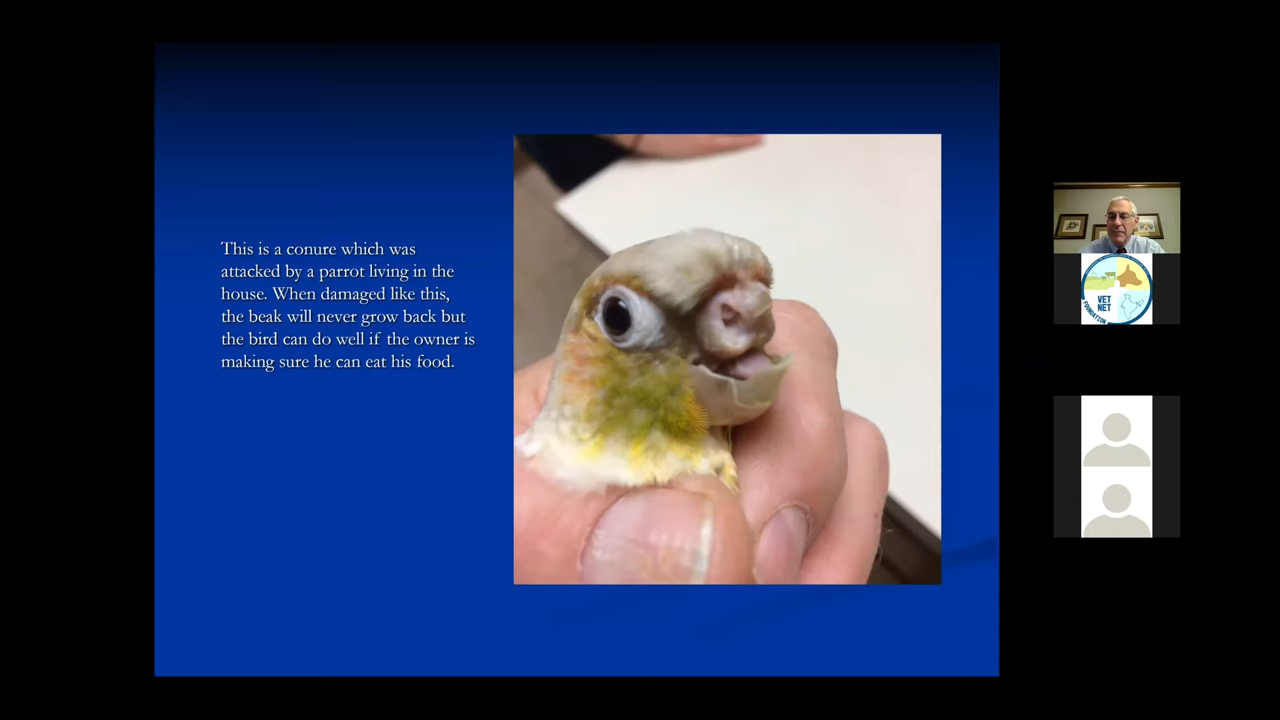 This is a conure which was
attacked by a parrot living in the
house. When damaged like this,
the beak will never grow back but
the bird can do well if the owner is
making sure he can eat his food.
VET
NET
FOUNDATION